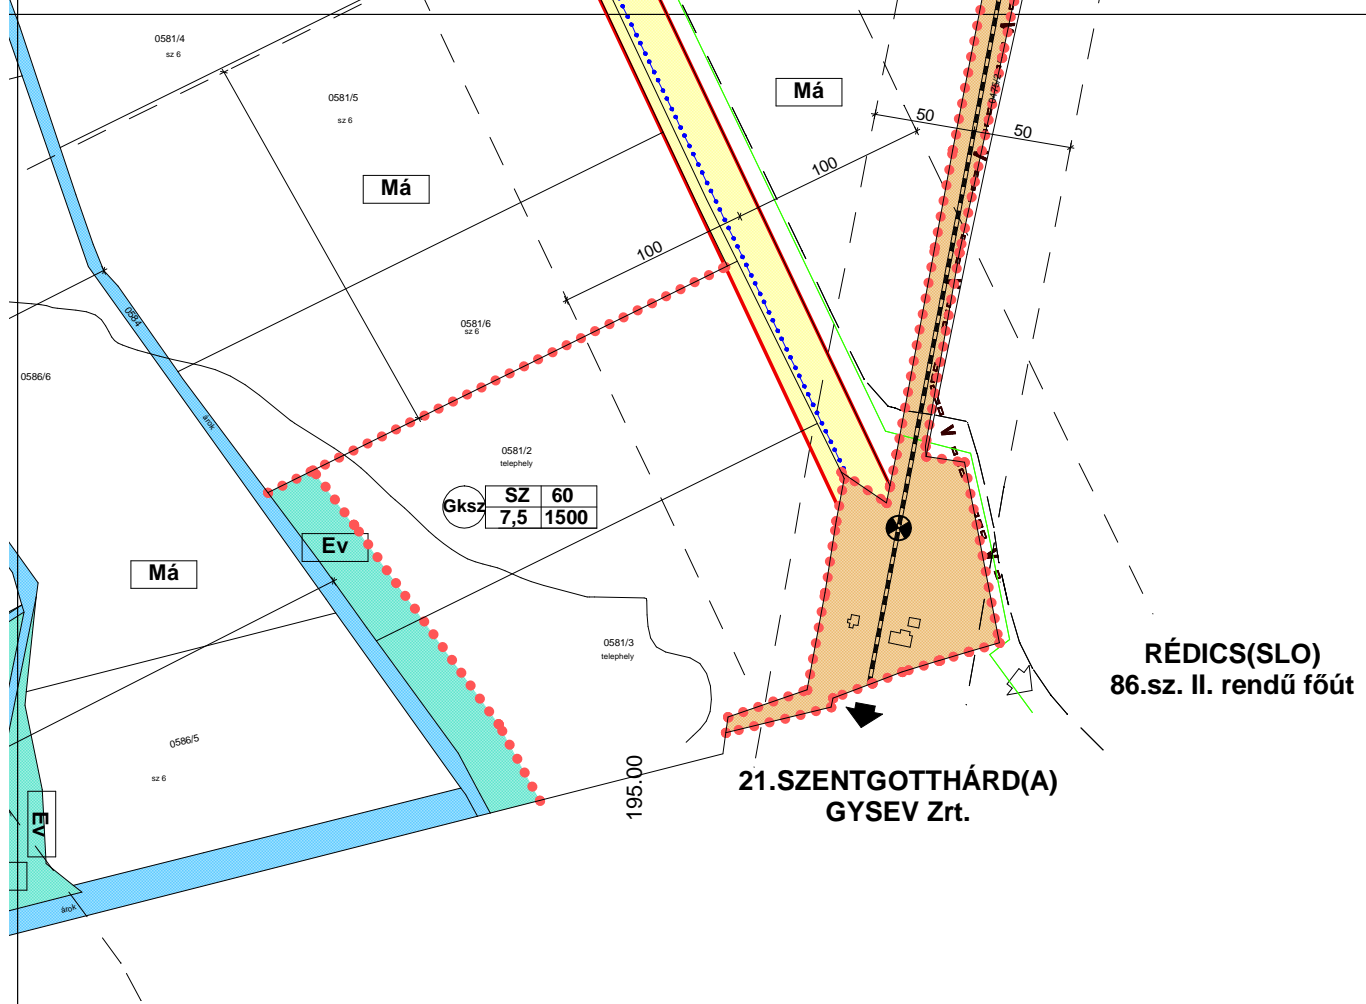 0581/4
sz 6
0581/5
sz 6
Má
Má
50
50
100
100
0584
0581/6
sz 6
0586/6
árok
0581/2
telephely
Gksz
SZ 60
7,5 1500
Ev
Má
V
0581/3
telephely
RÉDICS(SLO)
86.sz. II. rendű főút
0586/5
sz 6
195.00
21.SZENTGOTTHÁRD(A)
GYSEV Zrt.
Ev
árok